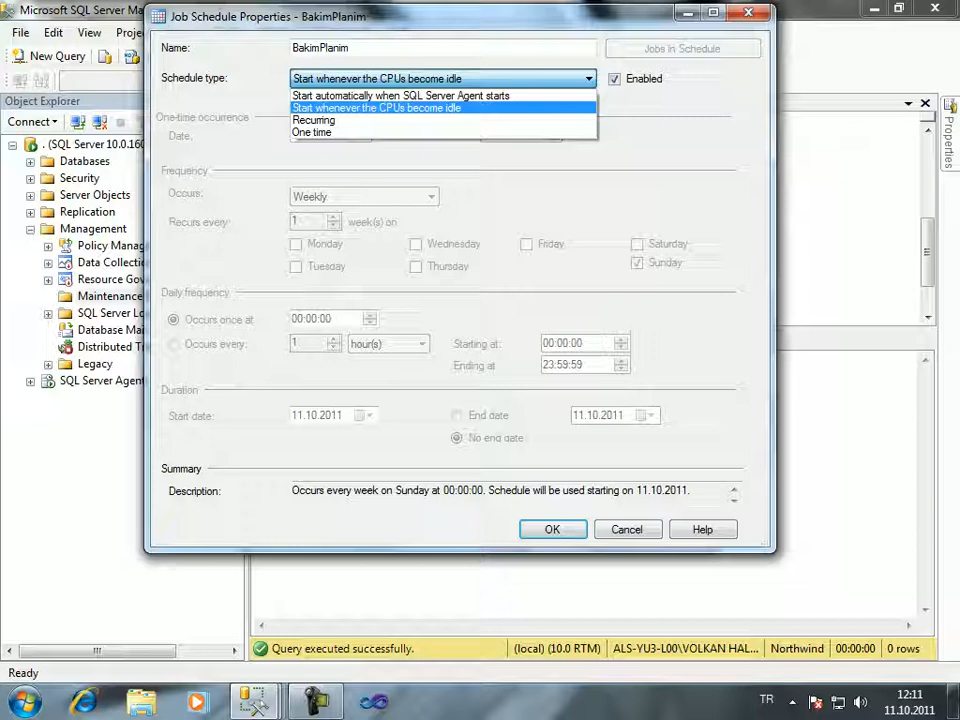 Microsoft SQL Server Ma
Job Schedule Properties - BakimPlanim
File Edit View Proje
New Query
Object Explorer
Connect
. (SQL Server 10.0.160
Databases
Security
Server Objects
Replication
Management
Policy Manag
Data Collectio
Resource Gov
Maintenance
SQL Server Lo
Database Mai
Distributed T
Legacy
SQL Server Agent
Name: BakimPlanim Jobs in Schedule
Schedule type: Start whenever the CPUs become idle Enabled
Start automatically when SQL Server Agent starts
Start whenever the CPUs become idle
Recurring
One time
One-time occurrence
Date.
Frequency
Occurs: Weekly
Recurs every: 1 week(s) on
Monday Wednesday Friday Saturday
Tuesday Thursday Sunday
Daily frequency
Occurs once at 00:00:00
Occurs every: 1 hour(s) Starting at: 00:00:00
Ending at 23:59:59
Duration
Start date: 11.10.2011 End date 11.10.2011
No end date
Summary
Description: Occurs every week on Sunday at 00:00:00. Schedule will be used starting on 11.10.2011.
OK Cancel Help
Properties
Query executed successfully. (local) (10.0 RTM) ALS-YU3-L00\VOLKAN HAL... Northwind 00:00:00 0 rows
Ready
TR 12:11
11.10.2011